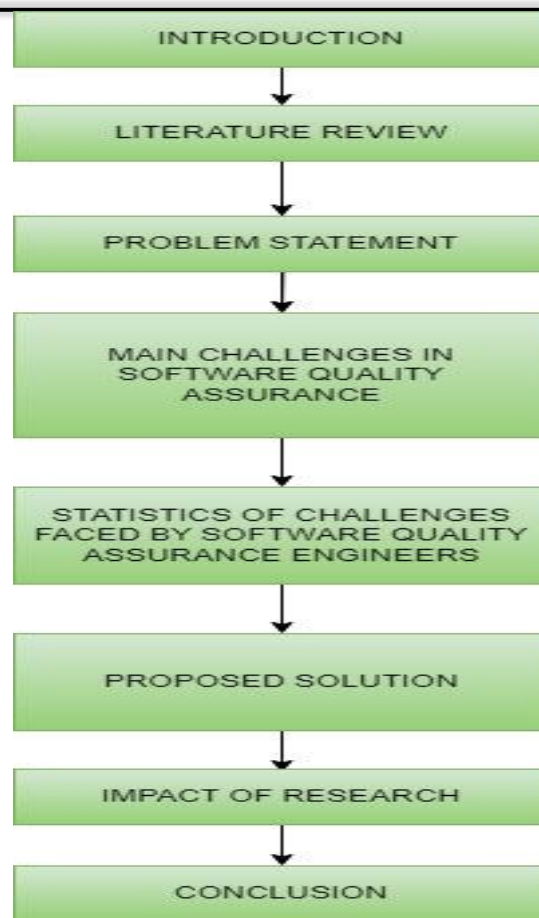 INTRODUCTION
LITERATURE REVIEW
PROBLEM STATEMENT
MAIN CHALLENGES IN
SOFTWARE QUALITY
ASSURANCE
STATISTICS OF CHALLENGES
FACED BY SOFTWARE QUALITY
ASSURANCE ENGINEERS
PROPOSED SOLUTION
IMPACT OF RESEARCH
CONCLUSION